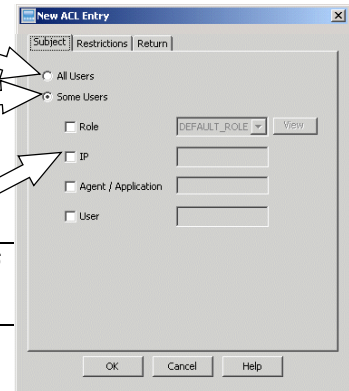 New ACL Entry
Subject Restrictions Return
All Users
Some Users
Role DEFAULT_ROLE View
IP
Agent / Application
User
OK Cancel Help